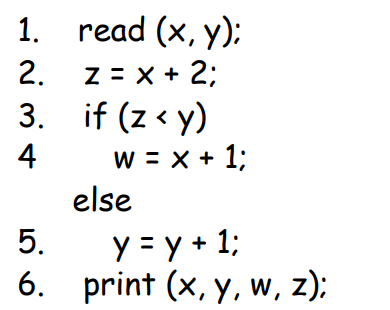 1. read (x, y);
2. z = x + 2;
3. if (z < y)
4 w = x + 1;
else
5. y = y + 1;
6. print (x, y, w, z);